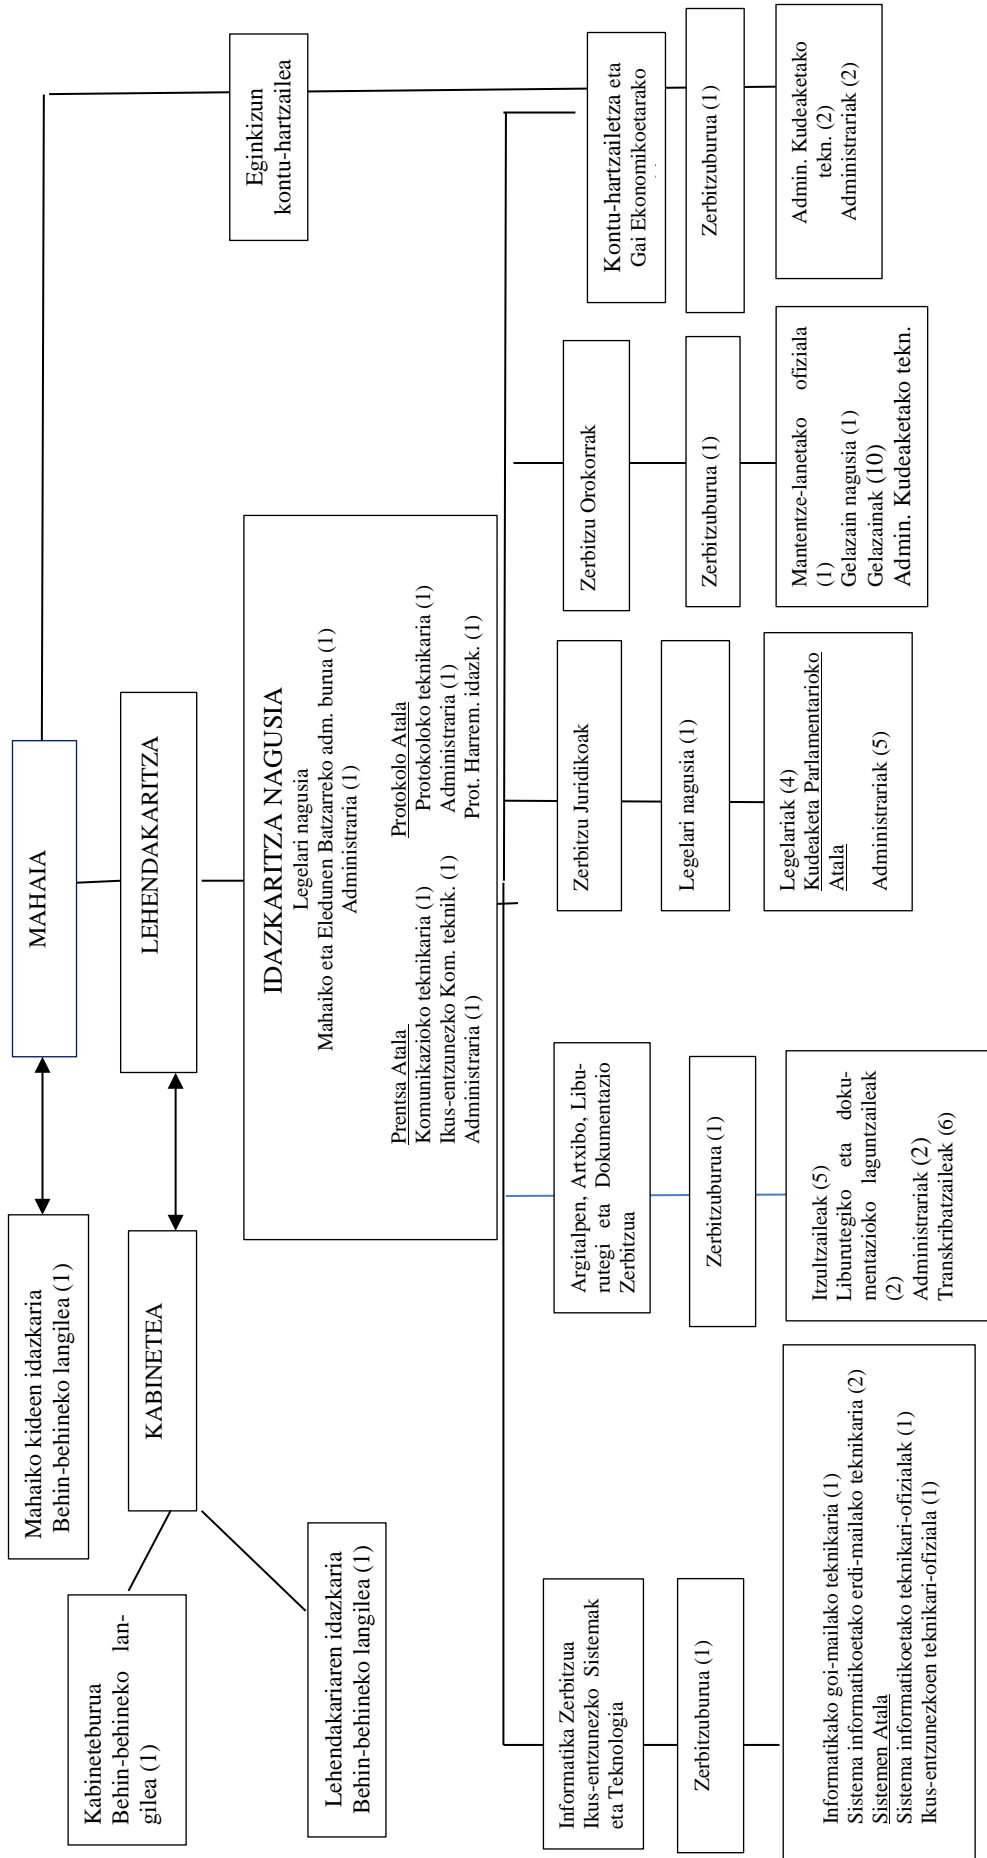 MAHAIA
Mahaiko kideen idazkaria
Behin-behineko langilea (1)
LEHENDAKARITZA
KABINETEA
Kabineteburua
Behin-behineko lan-
gilea (1)
Lehendakariaren idazkaria
Behin-behineko langilea (1)
Eginkizun
kontu-hartzailea
IDAZKARITZA NAGUSIA
Legelari nagusia
Mahaiko eta Eledunen Batzarreko adm. burua (1)
Administraria (1)
Prentsa Atala
Komunikazioko teknikaria (1)
Ikus-entzunezko Kom. teknik. (1)
Administraria (1)
Protokolo Atala
Protokoloko teknikaria (1)
Administraria (1)
Prot. Harrem. idazk. (1)
Informatika Zerbitzua
Ikus-entzunezko Sistemak
eta Teknologia
Zerbitzuburua (1)
Informatikako goi-mailako teknikaria (1)
Sistema informatikoetako erdi-mailako teknikaria (2)
Sistemen Atala
Sistema informatikoetako teknikari-ofizialak (1)
Ikus-entzunezkoen teknikari-ofiziala (1)
Argitalpen, Artxibo, Libu-
rutegi eta Dokumentazio
Zerbitzua
Zerbitzuburua (1)
Itzultzaileak (5)
Liburutegiko eta doku-
mentazioko laguntzaileak
(2)
Administrariak (2)
Transkribatzaileak (6)
Zerbitzu Juridikoak
Legelari nagusia (1)
Legelariak (4)
Kudeaketa Parlamentarioko
Atala
Administrariak (5)
Zerbitzu Orokorrak
Zerbitzuburua (1)
Mantentze-lanetako ofiziala
(1)
Gelazain nagusia (1)
Gelazainak (10)
Admin. Kudeaketako tekn.
Kontu-hartzailetza eta
Gai Ekonomikoetarako
Zerbitzuburua (1)
Admin. Kudeaketako
tekn. (2)
Administrariak (2)